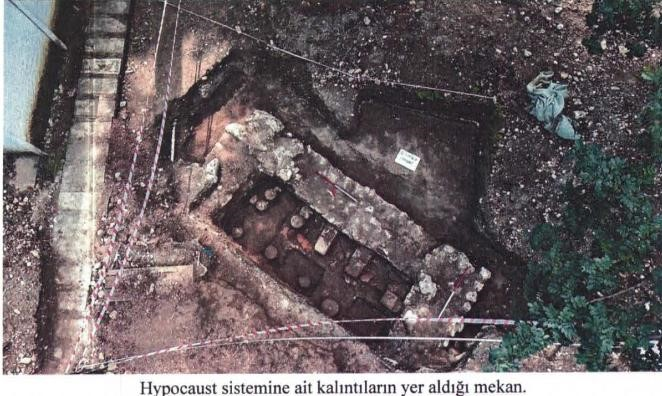 Hypocaust sistemine ait kalıntıların yer aldığı mekan.